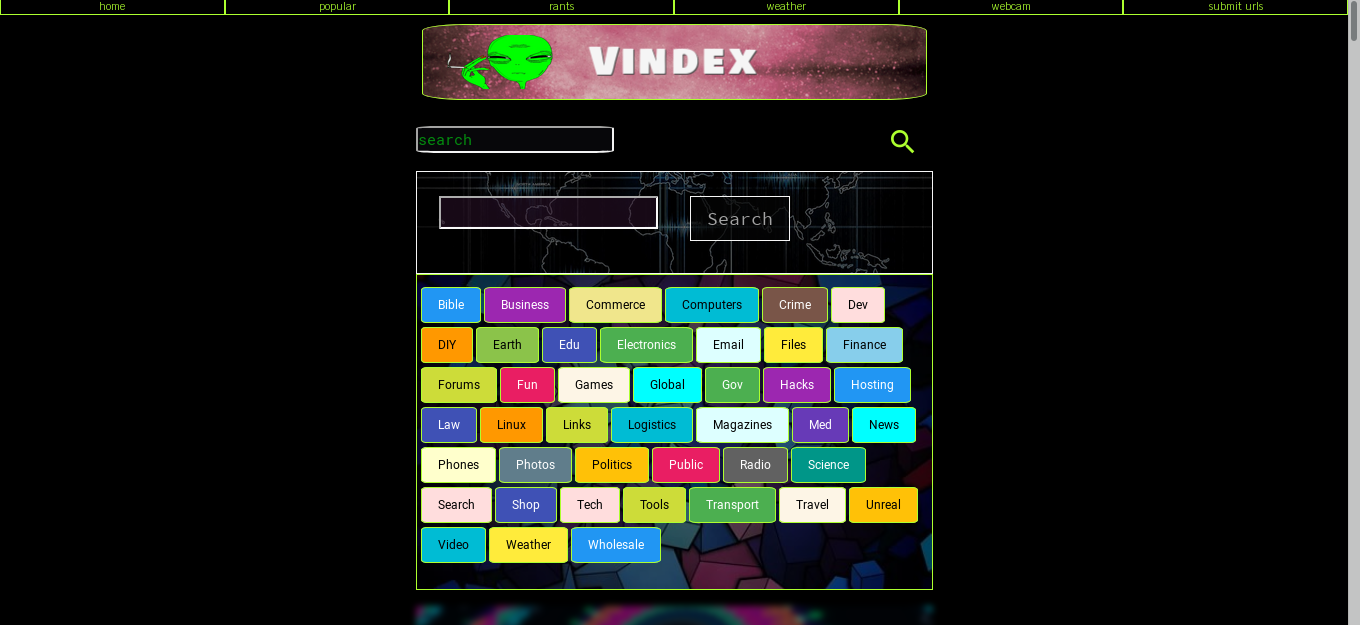 home popular rants weather webcam submit urls
VINDEX
search
Search
Bible Business Commerce Computers Crime Dev
DIY Earth Edu Electronics Email Files Finance
Forums Fun Games Global Gov Hacks Hosting
Law Linux Links Logistics Magazines Med News
Phones Photos Politics Public Radio Science
Search Shop Tech Tools Transport Travel Unreal
Video Weather Wholesale